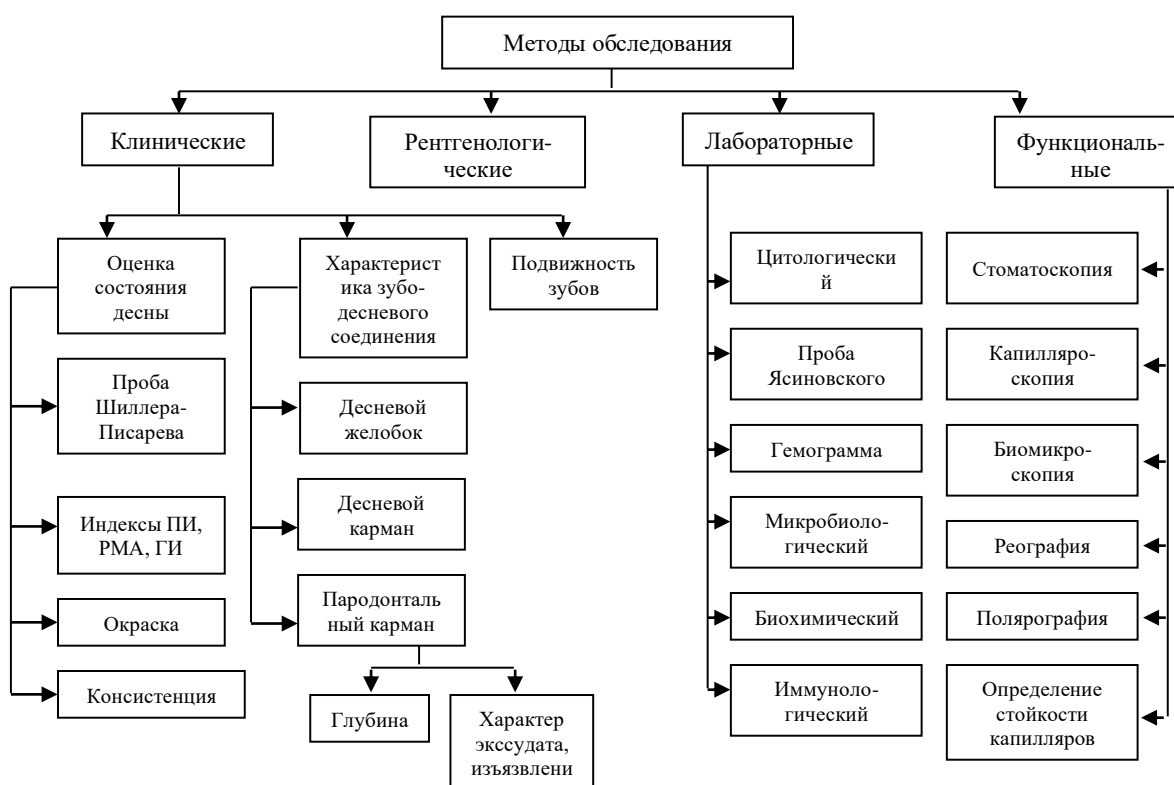 Методы обследования
Клинические
Рентгенологи-
ческие
Лабораторные
Функциональ-
ные
Оценка
состояния
десны
Характерист
ика зубо-
десневого
соединения
Подвижность
зубов
Проба
Шиллера-
Писарева
Индексы ПИ,
РМА, ГИ
Окраска
Консистенция
Десневой
желобок
Десневой
карман
Пародонталь
ный карман
Глубина
Характер
экссудата,
изъязвлени
Цитологически
й
Проба
Ясиновского
Гемограмма
Микробиоло-
гический
Биохимический
Иммуноло-
гический
Стоматоскопия
Капилляро-
скопия
Биомикро-
скопия
Реография
Полярография
Определение
стойкости
капилляров